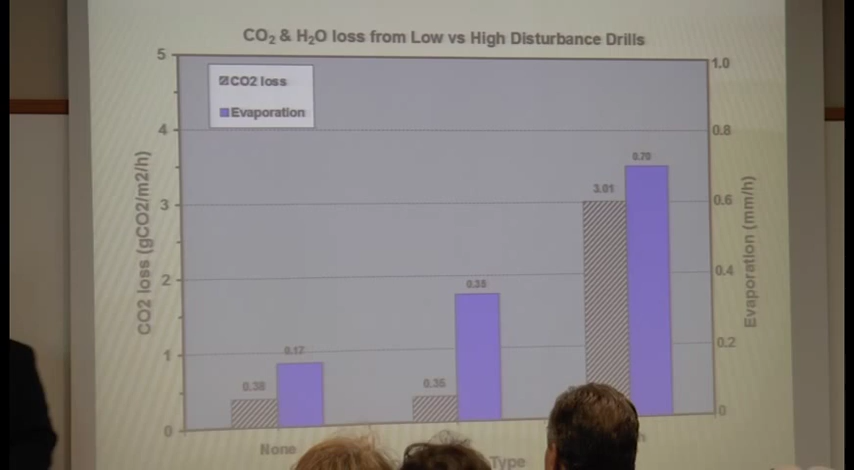 CO₂ & H₂O loss from Low vs High Disturbance Drills
5
4
3
2
1
0
CO2 loss (gCO2/m2/h)
CO2 loss
Evaporation
0.17
0.35
0.35
3.01
0.70
1.0
0.8
0.6
0.4
0.2
0
Evaporation (mm/h)
None
Type